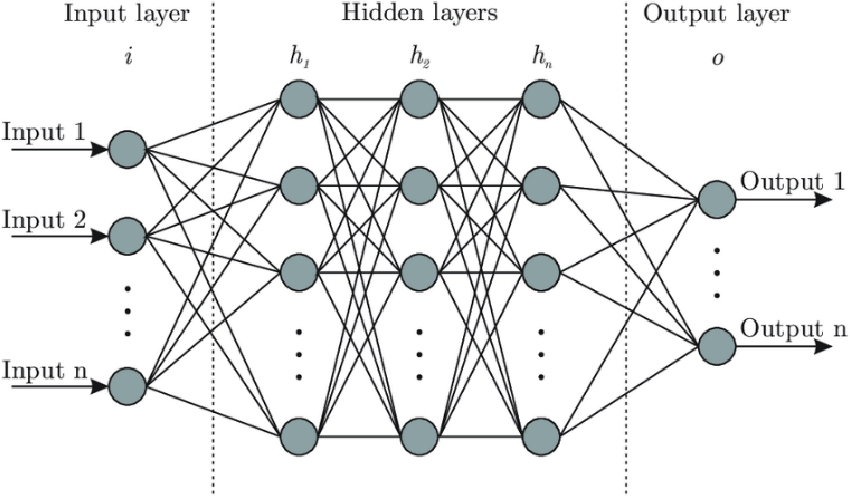 Input layer
Hidden layers
Output layer
i
h₁
h₂
hₙ
o
Input 1
Input 2
Input n
Output 1
Output n